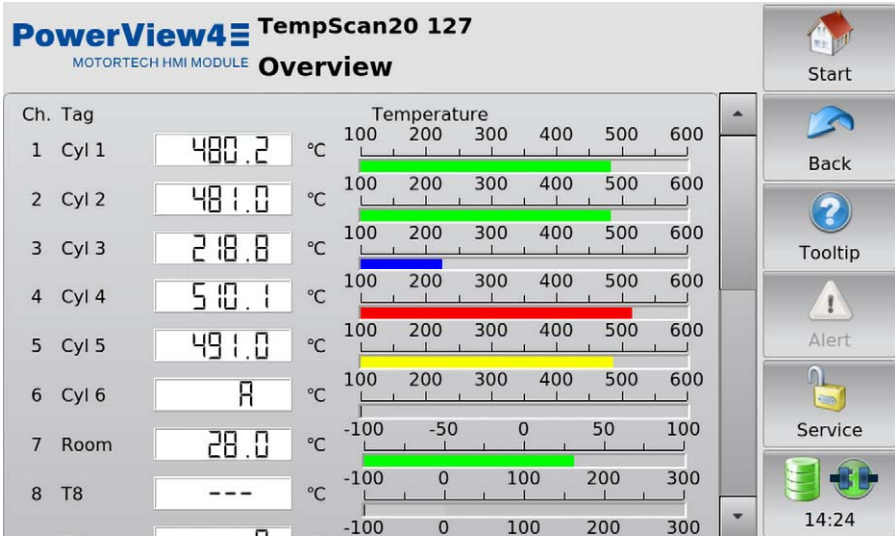 PowerView4
MOTORTECH HMI MODULE
TempScan20 127
Overview
Start
Back
Tooltip
Alert
Service
14:24
Ch. Tag Temperature
100 200 300 400 500 600
1 Cyl 1 480.2 °C
100 200 300 400 500 600
2 Cyl 2 481.0 °C
100 200 300 400 500 600
3 Cyl 3 218.8 °C
100 200 300 400 500 600
4 Cyl 4 510.1 °C
100 200 300 400 500 600
5 Cyl 5 491.0 °C
100 200 300 400 500 600
6 Cyl 6 A °C
-100 -50 0 50 100
7 Room 28.0 °C
-100 0 100 200 300
8 T8 --- °C
-100 0 100 200 300